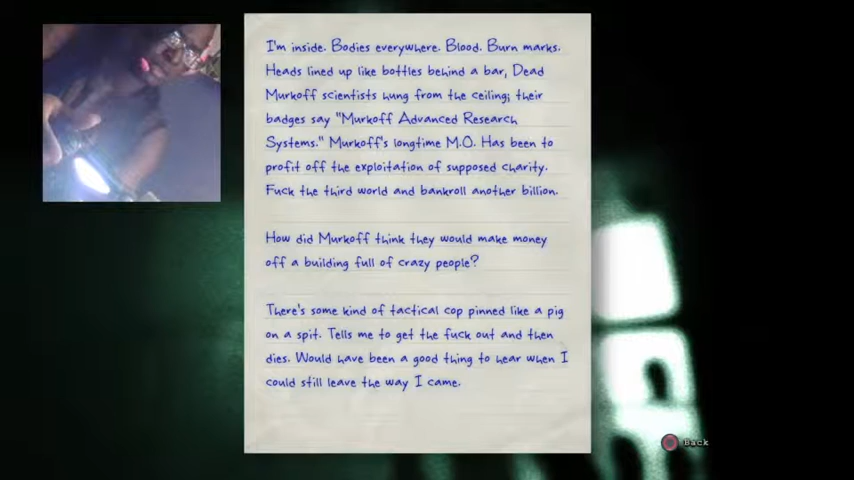 I'm inside. Bodies everywhere. Blood. Burn marks.
Heads lined up like bottles behind a bar, Dead
Murkoff scientists hung from the ceiling; their
badges say "Murkoff Advanced Research
Systems." Murkoff's longtime M.O. Has been to
profit off the exploitation of supposed charity.
Fuck the third world and bankroll another billion.
How did Murkoff think they would make money
off a building full of crazy people?
There's some kind of tactical cop pinned like a pig
on a spit. Tells me to get the fuck out and then
dies. Would have been a good thing to hear when I
could still leave the way I came.
Back